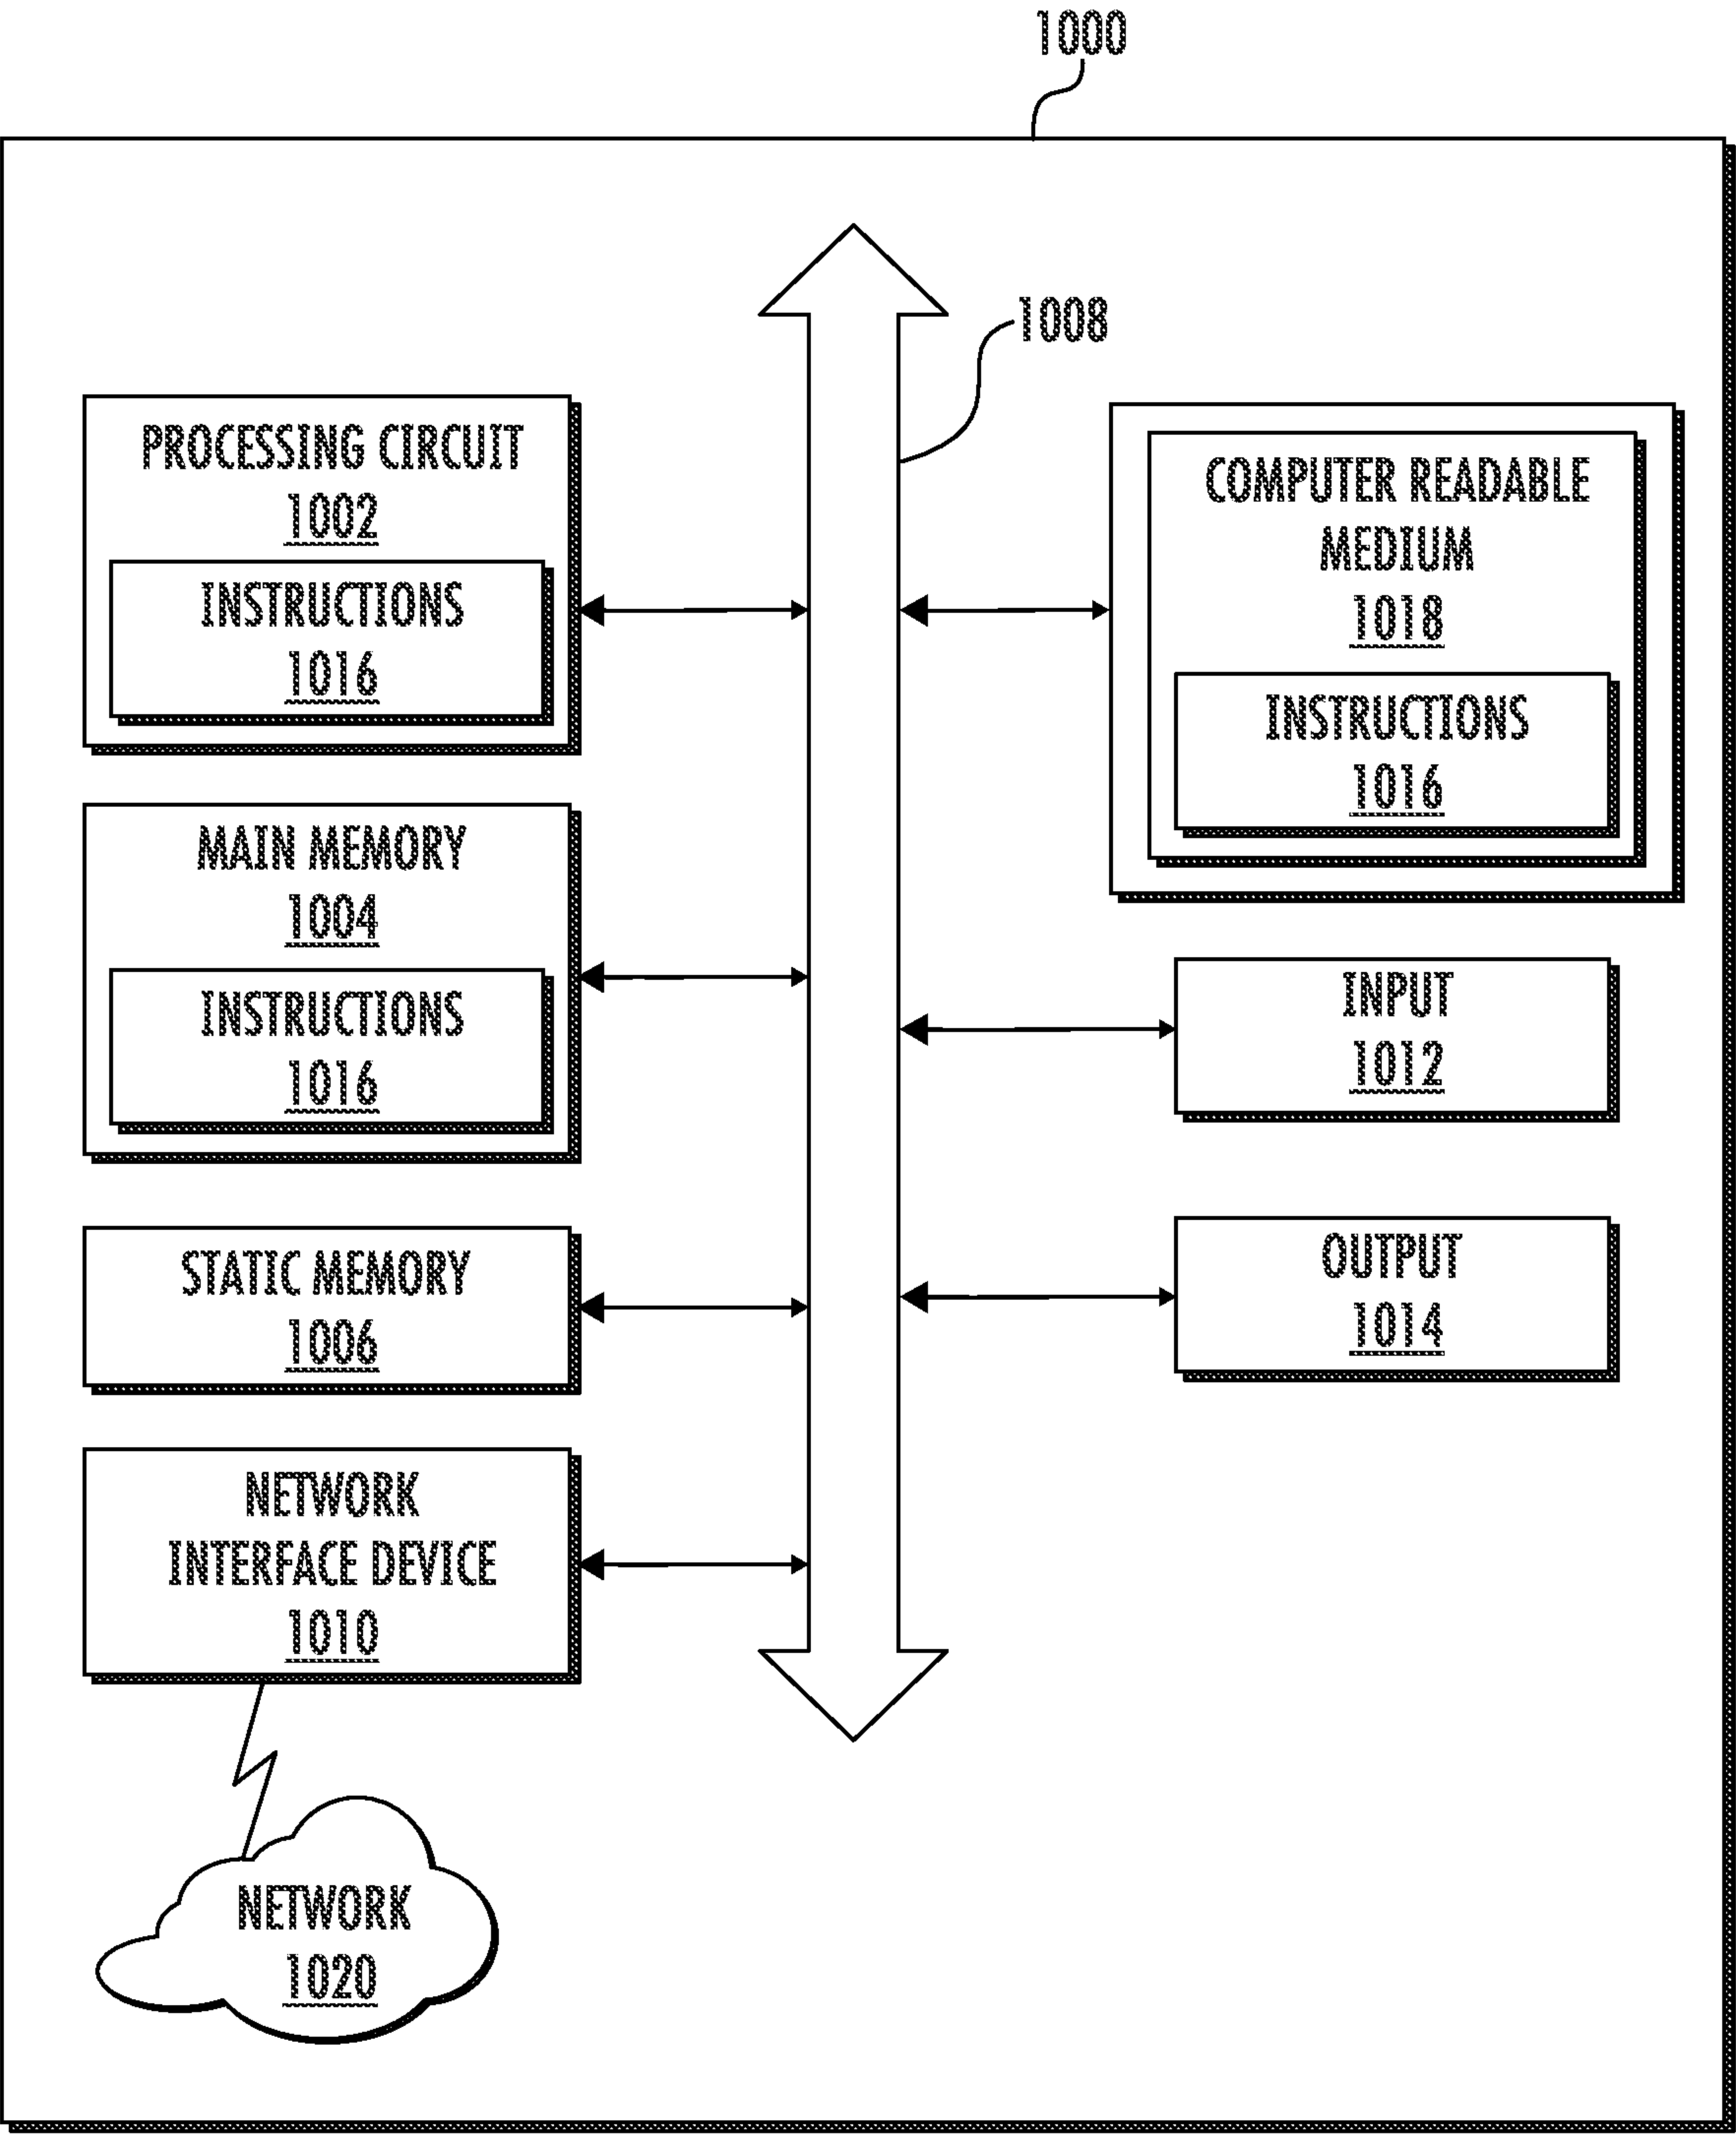 1000
1008
PROCESSING CIRCUIT
1002
INSTRUCTIONS
1016
MAIN MEMORY
1004
INSTRUCTIONS
1016
STATIC MEMORY
1006
NETWORK
INTERFACE DEVICE
1010
NETWORK
1020
COMPUTER READABLE
MEDIUM
1018
INSTRUCTIONS
1016
INPUT
1012
OUTPUT
1014